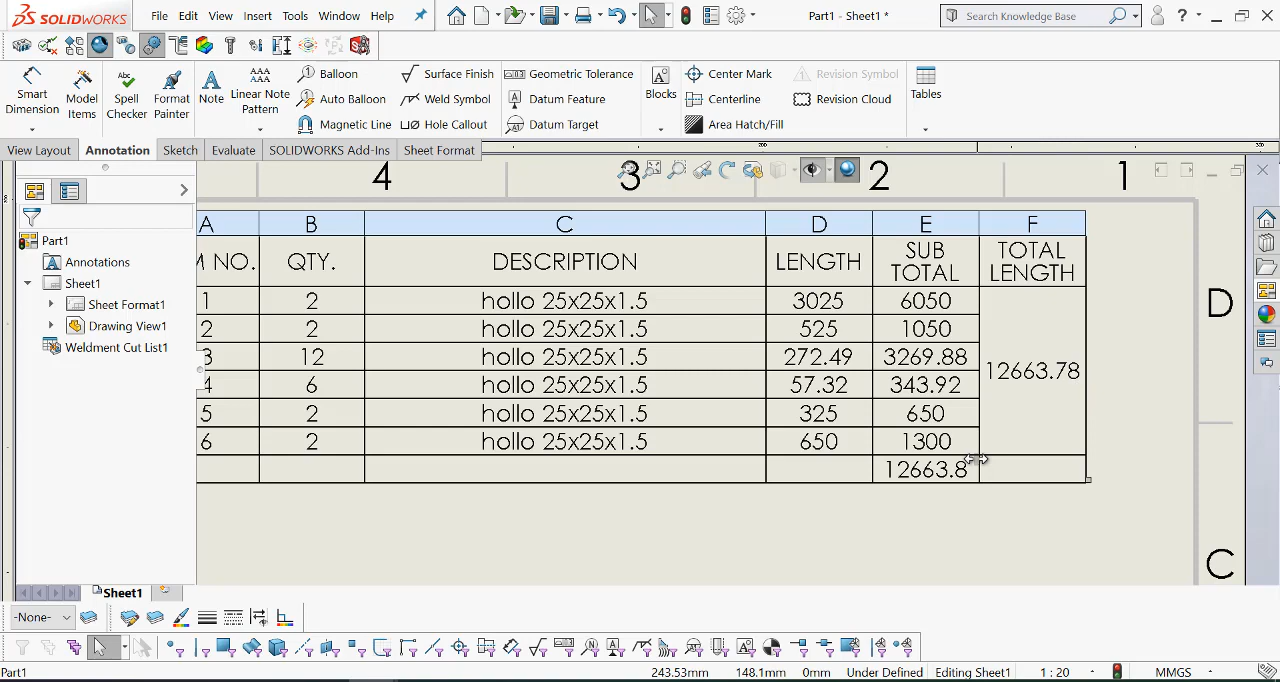 SOLIDWORKS File Edit View Insert Tools Window Help Part1 - Sheet1 * Search Knowledge Base ?
Smart Dimension
Model Items
Spell Checker
Format Painter
Note
Linear Note Pattern
Balloon
Auto Balloon
Magnetic Line
Surface Finish
Weld Symbol
Hole Callout
Geometric Tolerance
Datum Feature
Datum Target
Blocks
Center Mark
Centerline
Area Hatch/Fill
Revision Symbol
Revision Cloud
Tables
View Layout Annotation Sketch Evaluate SOLIDWORKS Add-Ins Sheet Format
4 3 2 1
Part1
Annotations
Sheet1
Sheet Format1
Drawing View1
Weldment Cut List1
A B C D E F
M NO. QTY. DESCRIPTION LENGTH SUB TOTAL TOTAL LENGTH
1 2 hollo 25x25x1.5 3025 6050
2 2 hollo 25x25x1.5 525 1050
3 12 hollo 25x25x1.5 272.49 3269.88
12663.78
4 6 hollo 25x25x1.5 57.32 343.92
5 2 hollo 25x25x1.5 325 650
6 2 hollo 25x25x1.5 650 1300
12663.8
D
C
Sheet1
-None-
Part1 243.53mm 148.1mm 0mm Under Defined Editing Sheet1 1 : 20 MMGS